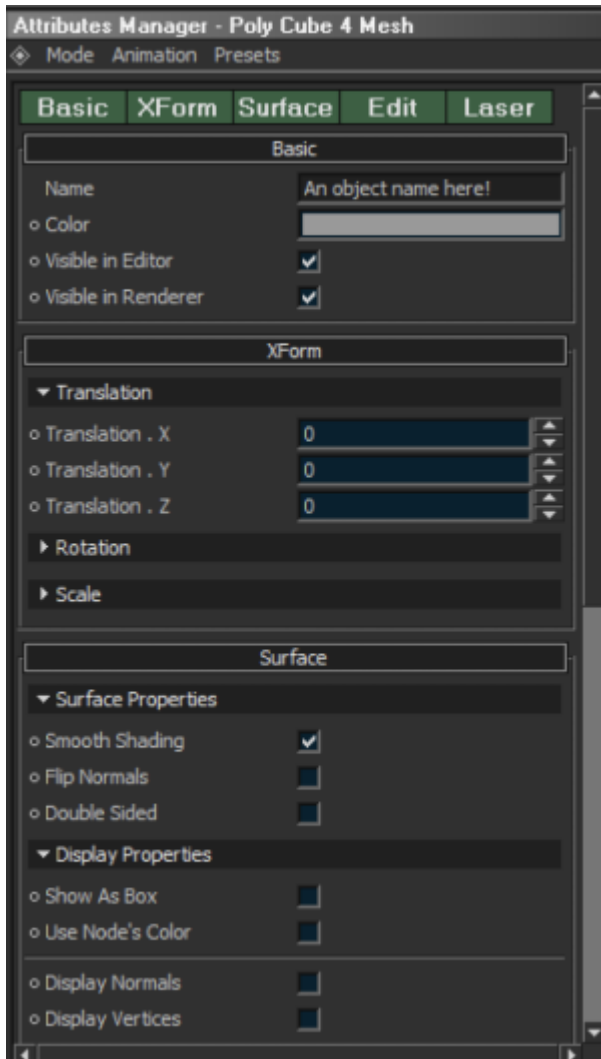 Attributes Manager - Poly Cube 4 Mesh
Mode Animation Presets
Basic XForm Surface Edit Laser
Basic
Name An object name here!
Color
Visible in Editor
Visible in Renderer
XForm
Translation
Translation . X 0
Translation . Y 0
Translation . Z 0
Rotation
Scale
Surface
Surface Properties
Smooth Shading
Flip Normals
Double Sided
Display Properties
Show As Box
Use Node's Color
Display Normals
Display Vertices